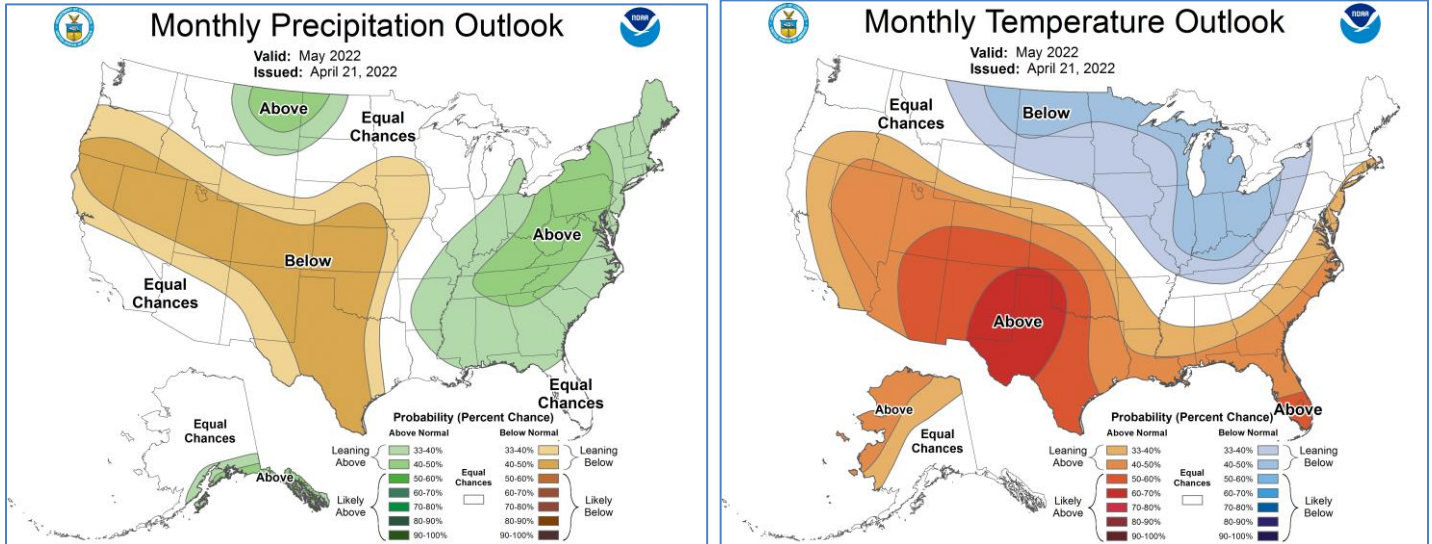 Monthly Precipitation Outlook
NOAA
Valid: May 2022
Issued: April 21, 2022
Above
Equal
Chances
Below
Above
Equal
Chances
Equal
Chances
Equal
Chances
Above
Probability (Percent Chance)
Above Normal
Below Normal
Leaning
Above
33-40%
40-50%
Likely
Above
50-60%
60-70%
70-80%
80-90%
90-100%
Equal
Chances
33-40%
40-50%
Leaning
Below
50-60%
60-70%
70-80%
80-90%
90-100%
Likely
Below
Monthly Temperature Outlook
NOAA
Valid: May 2022
Issued: April 21, 2022
Equal
Chances
Below
Above
Above
Above
Equal
Chances
Probability (Percent Chance)
Above Normal
Below Normal
Leaning
Above
33-40%
40-50%
Likely
Above
50-60%
60-70%
70-80%
80-90%
90-100%
Equal
Chances
33-40%
40-50%
Leaning
Below
50-60%
60-70%
70-80%
80-90%
90-100%
Likely
Below